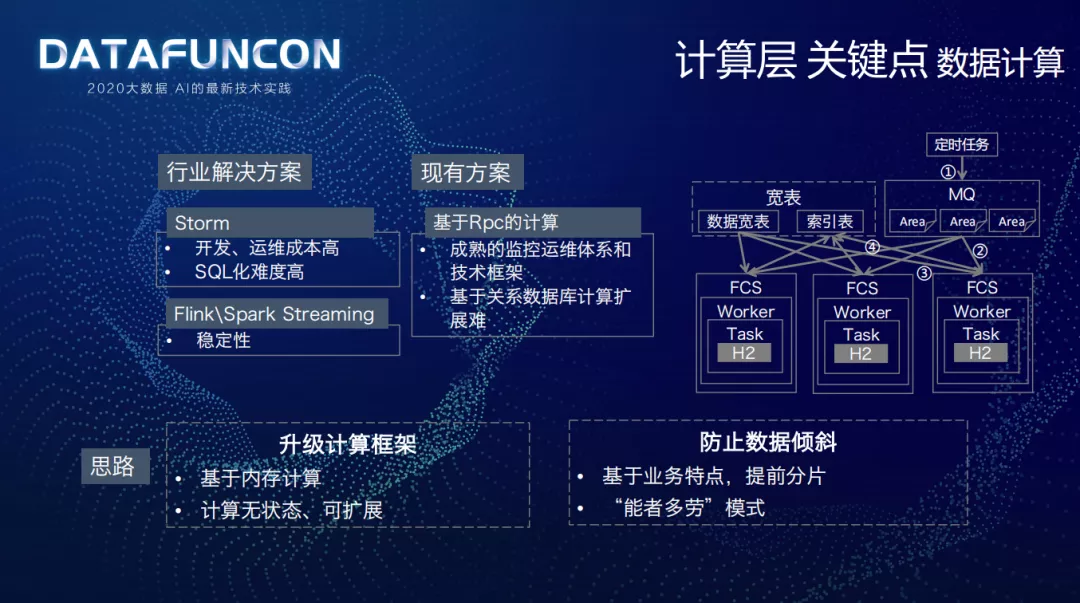 DATAFUNCON
2020大数据 AI的最新技术实践
计算层 关键点 数据计算
行业解决方案
Storm
• 开发、运维成本高
• SQL化难度高
Flink\Spark Streaming
• 稳定性
现有方案
基于Rpc的计算
• 成熟的监控运维体系和
技术框架
• 基于关系数据库计算扩
展难
定时任务
①
MQ
Area
Area
Area
宽表
数据宽表
索引表
④
②
③
FCS
Worker
Task
H2
FCS
Worker
Task
H2
FCS
Worker
Task
H2
思路
升级计算框架
• 基于内存计算
• 计算无状态、可扩展
防止数据倾斜
• 基于业务特点，提前分片
• “能者多劳”模式